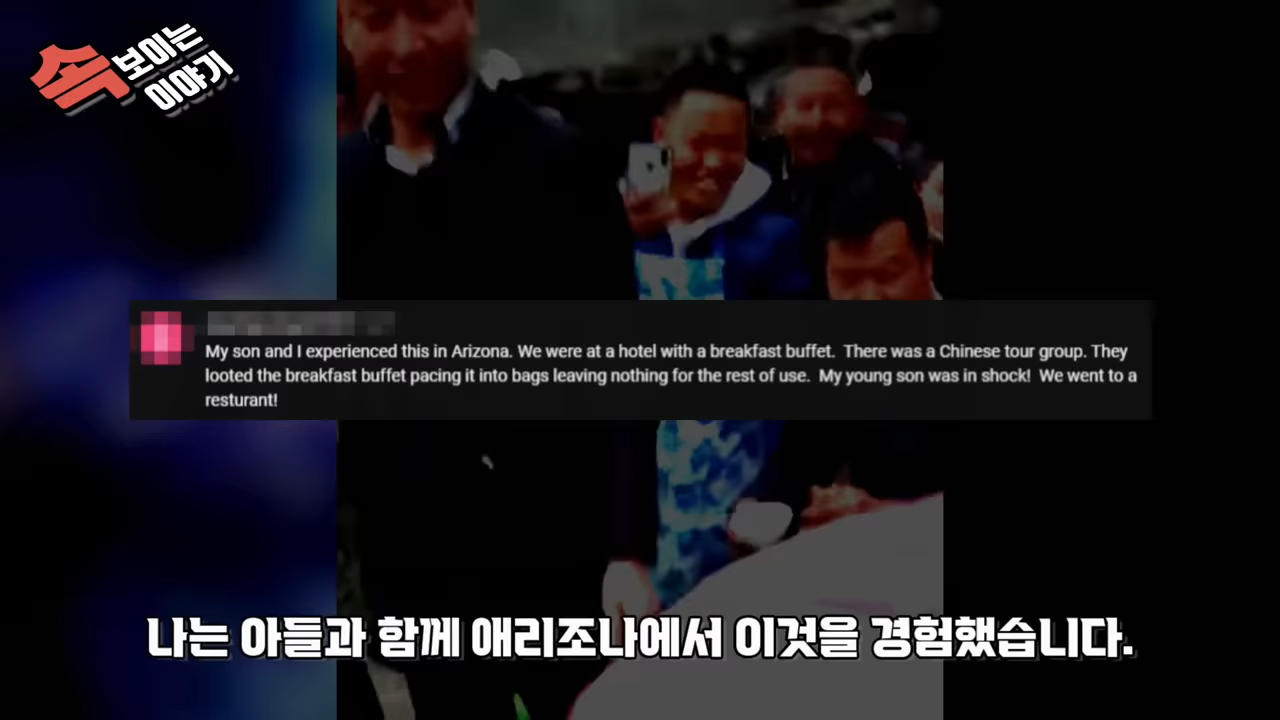 속 보이는
이야기
My son and I experienced this in Arizona. We were at a hotel with a breakfast buffet.  There was a Chinese tour group. They
looted the breakfast buffet pacing it into bags leaving nothing for the rest of use.  My young son was in shock!  We went to a
resturant!
나는 아들과 함께 애리조나에서 이것을 경험했습니다.